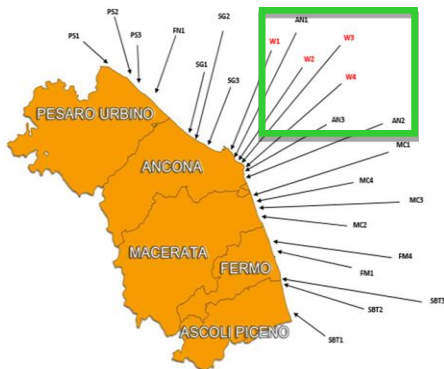 PS2
SG2
AN1
PS1
PS3
FN1
W1
W3
W2
SG1
W4
SG3
PESARO URBINO
AN3
AN2
MC1
ANCONA
MC4
MC3
MC2
MACERATA
FERMO
FM4
FM1
SBT3
SBT2
ASCOLI PICENO
SBT1